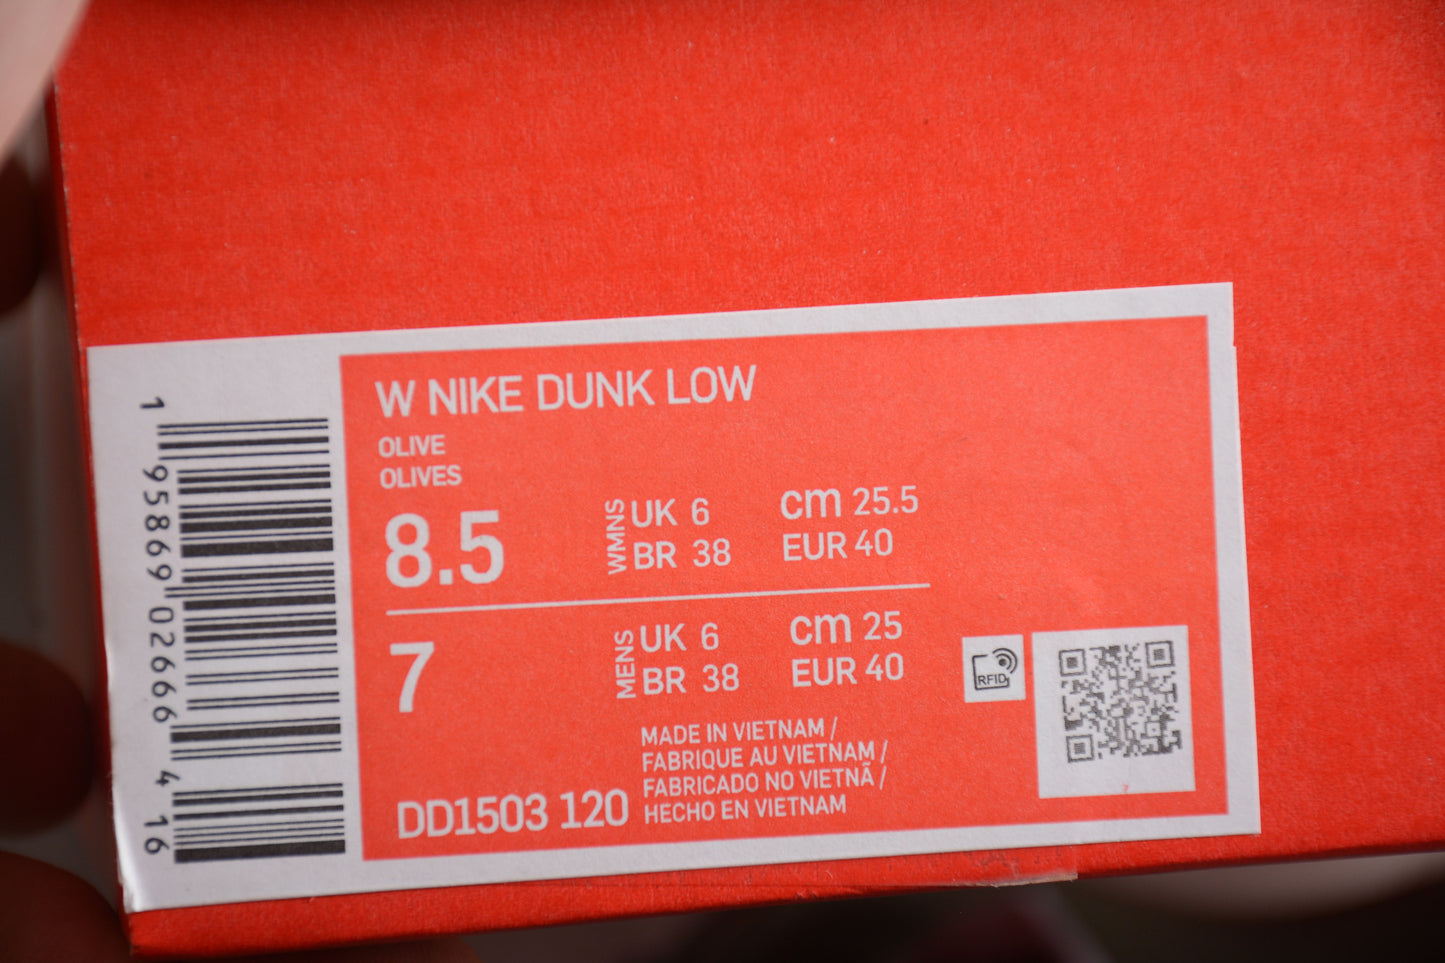 W NIKE DUNK LOW
OLIVE
OLIVES
8.5
WMNS
UK 6
BR 38
cm 25.5
EUR 40
7
MENS
UK 6
BR 38
cm 25
EUR 40
MADE IN VIETNAM /
FABRIQUE AU VIETNAM /
FABRICADO NO VIETNÃ /
HECHO EN VIETNAM
DD1503 120
RFID
1 95869 02666 4 16